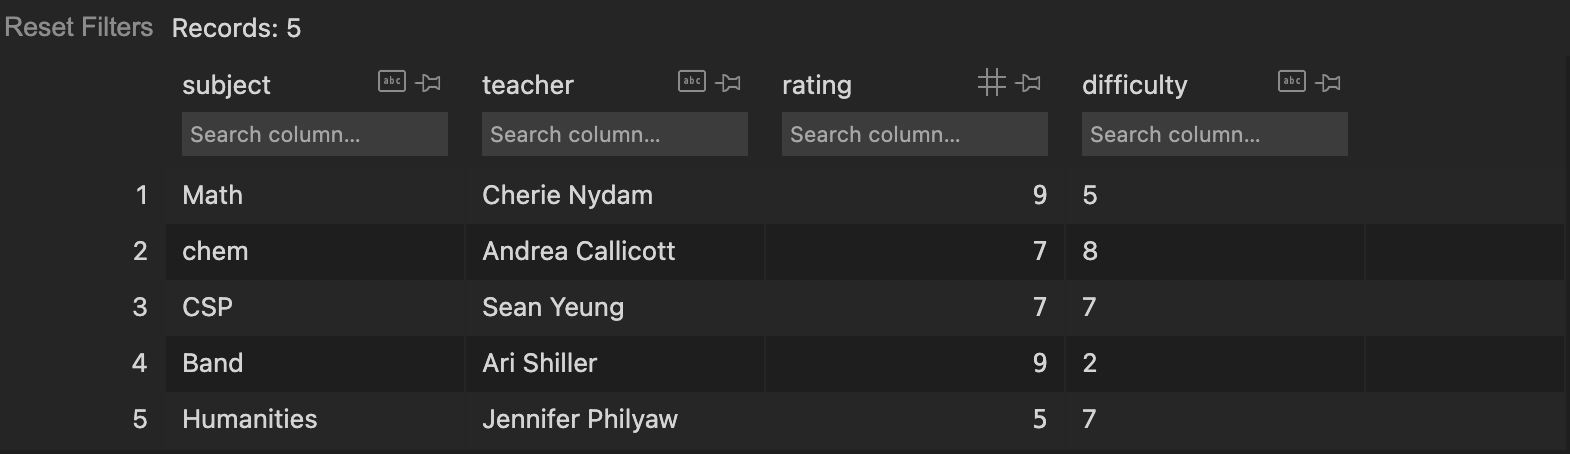 Reset Filters Records: 5
subject abc teacher abc rating difficulty abc
Search column... Search column... Search column... Search column...
1 Math Cherie Nydam 9 5
2 chem Andrea Callicott 7 8
3 CSP Sean Yeung 7 7
4 Band Ari Shiller 9 2
5 Humanities Jennifer Philyaw 5 7